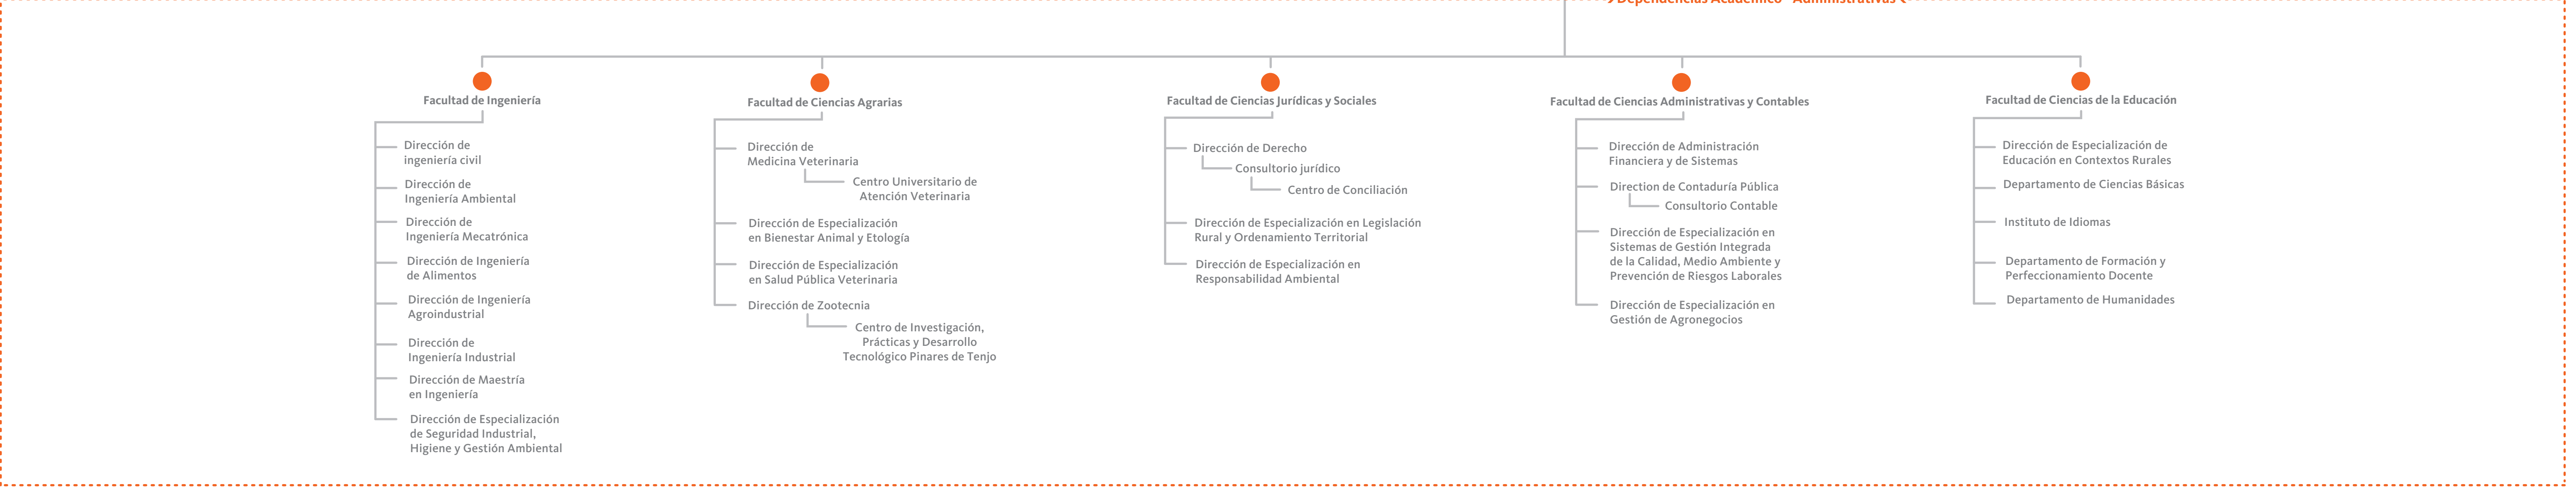 Dependencias Académico - Administrativas
Facultad de Ingeniería
Dirección de
ingeniería civil
Dirección de
Ingeniería Ambiental
Dirección de
Ingeniería Mecatrónica
Dirección de Ingeniería
de Alimentos
Dirección de Ingeniería
Agroindustrial
Dirección de
Ingeniería Industrial
Dirección de Maestría
en Ingeniería
Dirección de Especialización
de Seguridad Industrial,
Higiene y Gestión Ambiental
Facultad de Ciencias Agrarias
Dirección de
Medicina Veterinaria
Centro Universitario de
Atención Veterinaria
Dirección de Especialización
en Bienestar Animal y Etología
Dirección de Especialización
en Salud Pública Veterinaria
Dirección de Zootecnia
Centro de Investigación,
Prácticas y Desarrollo
Tecnológico Pinares de Tenjo
Facultad de Ciencias Jurídicas y Sociales
Dirección de Derecho
Consultorio jurídico
Centro de Conciliación
Dirección de Especialización en Legislación
Rural y Ordenamiento Territorial
Dirección de Especialización en
Responsabilidad Ambiental
Facultad de Ciencias Administrativas y Contables
Dirección de Administración
Financiera y de Sistemas
Direction de Contaduría Pública
Consultorio Contable
Dirección de Especialización en
Sistemas de Gestión Integrada
de la Calidad, Medio Ambiente y
Prevención de Riesgos Laborales
Dirección de Especialización en
Gestión de Agronegocios
Facultad de Ciencias de la Educación
Dirección de Especialización de
Educación en Contextos Rurales
Departamento de Ciencias Básicas
Instituto de Idiomas
Departamento de Formación y
Perfeccionamiento Docente
Departamento de Humanidades